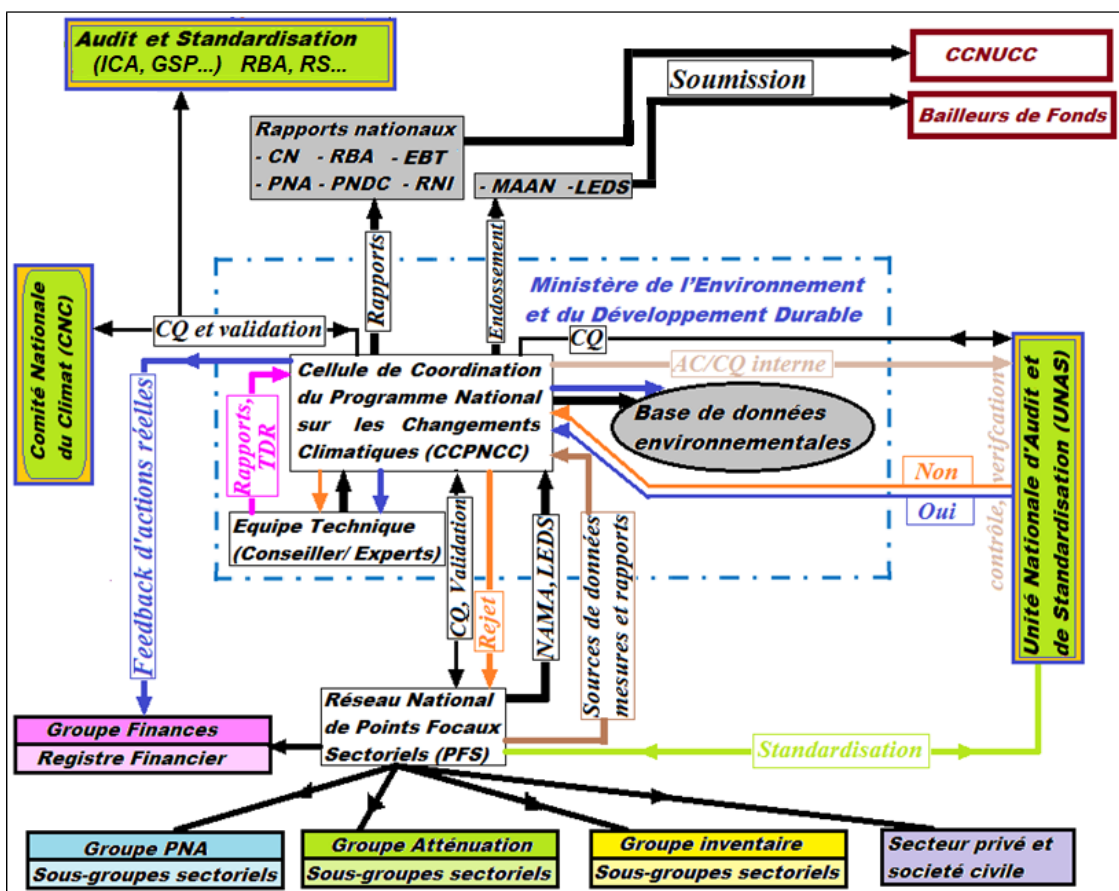 Audit et Standardisation
(ICA, GSP...) RBA, RS...
CCNUCC
Soumission
Bailleurs de Fonds
Rapports nationaux
- CN - RBA - EBT
- PNA - PNDC - RNI
- MAAN -LEDS
Rapports
Endossement
Ministère de l'Environnement
et du Développement Durable
Comité Nationale
du Climat (CNC)
CQ et validation
CQ
AC/CQ interne
Cellule de Coordination
du Programme National
sur les Changements
Climatiques (CCPNCC)
Base de données
environnementales
Rapports,
TDR
Non
Oui
contrôle, verifcation
Unité Nationale d'Audit et
de Standardisation (UNAS)
Equipe Technique
(Conseiller/ Experts)
Feedback d'actions réelles
CQ, Validation
Rejet
NAMA, LEDS
Sources de données
mesures et rapports
Réseau National
de Points Focaux
Sectoriels (PFS)
Groupe Finances
Registre Financier
Standardisation
Groupe PNA
Sous-groupes sectoriels
Groupe Atténuation
Sous-groupes sectoriels
Groupe inventaire
Sous-groupes sectoriels
Secteur privé et
societé civile